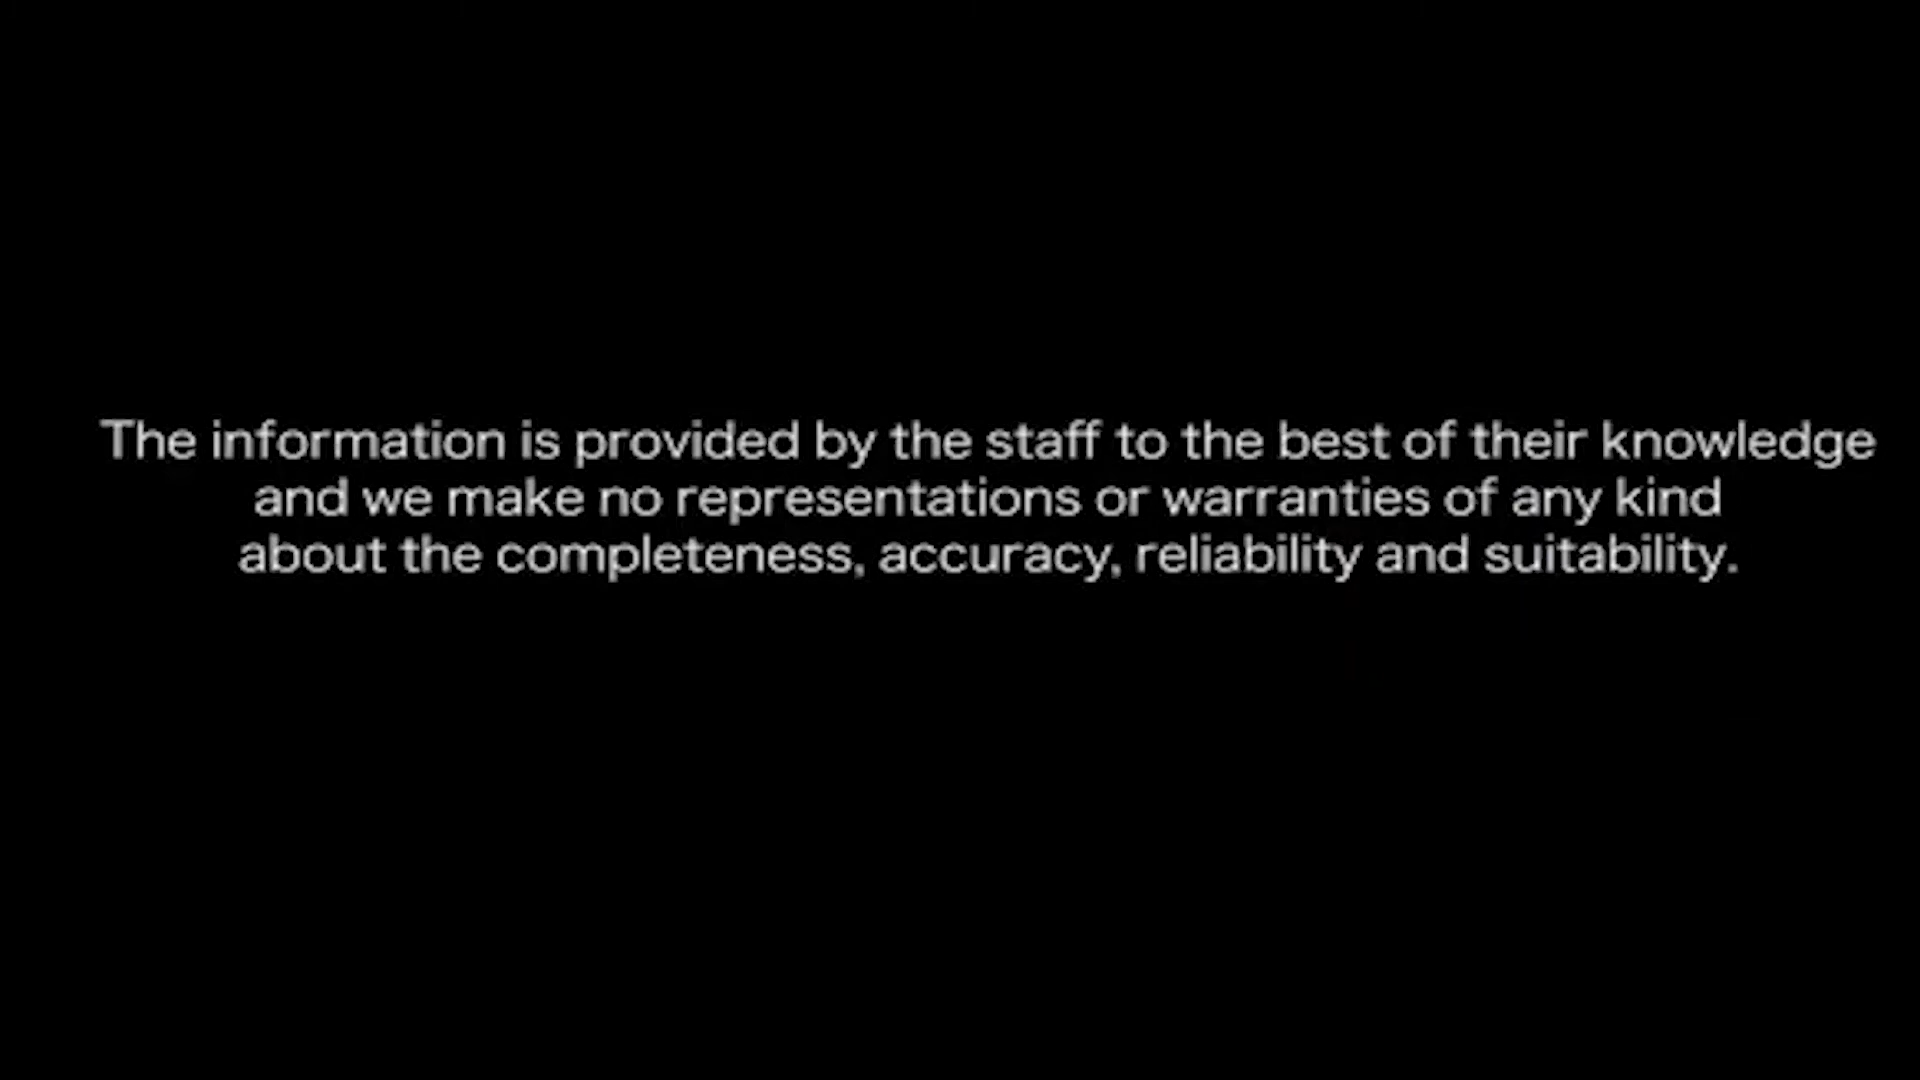 The information is provided by the staff to the best of their knowledge
and we make no representations or warranties of any kind
about the completeness, accuracy, reliability and suitability.